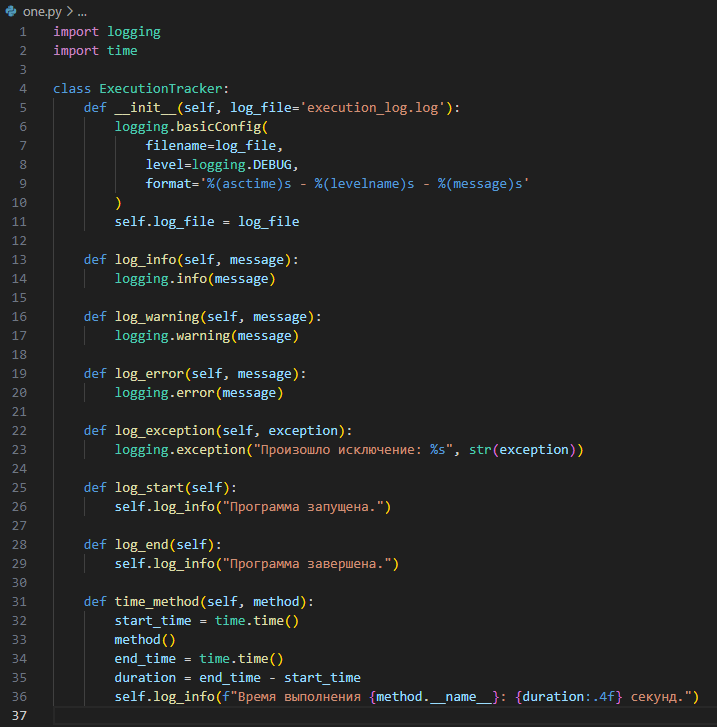 one.py > ...
1 import logging
2 import time
3
4 class ExecutionTracker:
5     def __init__(self, log_file='execution_log.log'):
6         logging.basicConfig(
7             filename=log_file,
8             level=logging.DEBUG,
9             format='%(asctime)s - %(levelname)s - %(message)s'
10         )
11         self.log_file = log_file
12
13     def log_info(self, message):
14         logging.info(message)
15
16     def log_warning(self, message):
17         logging.warning(message)
18
19     def log_error(self, message):
20         logging.error(message)
21
22     def log_exception(self, exception):
23         logging.exception("Произошло исключение: %s", str(exception))
24
25     def log_start(self):
26         self.log_info("Программа запущена.")
27
28     def log_end(self):
29         self.log_info("Программа завершена.")
30
31     def time_method(self, method):
32         start_time = time.time()
33         method()
34         end_time = time.time()
35         duration = end_time - start_time
36         self.log_info(f"Время выполнения {method.__name__}: {duration:.4f} секунд.")
37